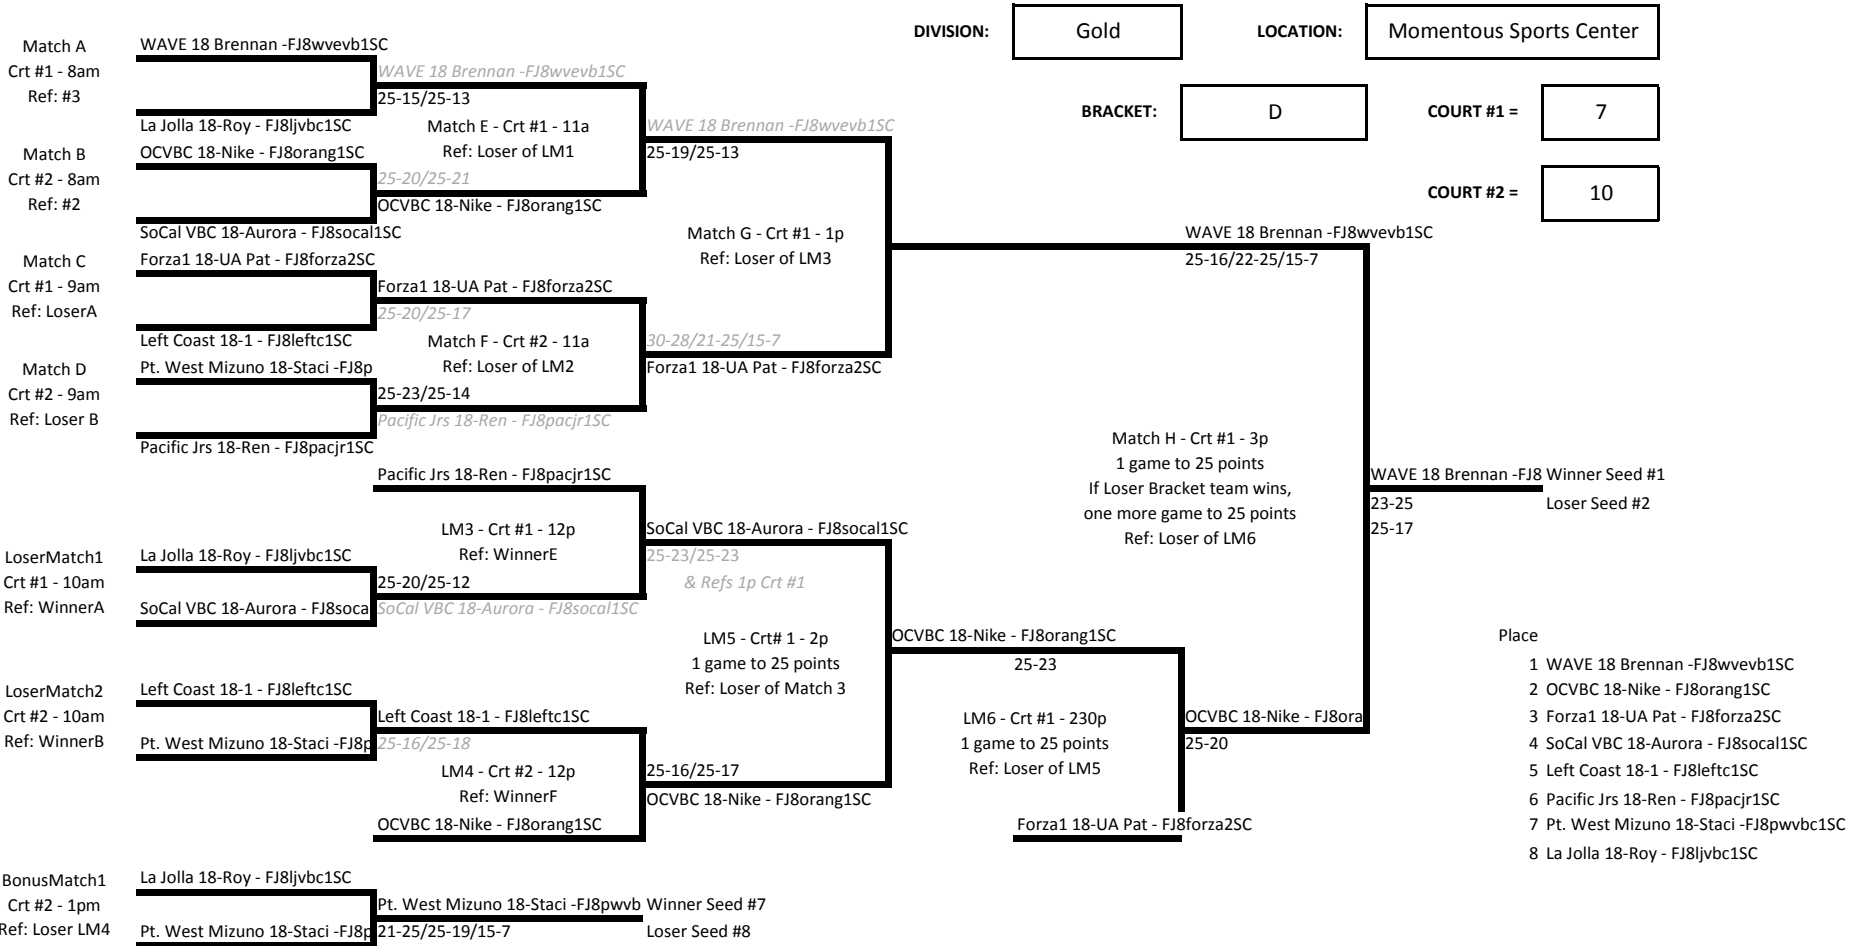 DIVISION:
Gold
LOCATION:
Momentous Sports Center
BRACKET:
D
COURT #1 =
7
COURT #2 =
10
Match A
Crt #1 - 8am
Ref: #3
WAVE 18 Brennan -FJ8wvevb1SC
La Jolla 18-Roy - FJ8ljvbc1SC
WAVE 18 Brennan -FJ8wvevb1SC
25-15/25-13
Match B
Crt #2 - 8am
Ref: #2
OCVBC 18-Nike - FJ8orang1SC
SoCal VBC 18-Aurora - FJ8socal1SC
25-20/25-21
OCVBC 18-Nike - FJ8orang1SC
Match E - Crt #1 - 11a
Ref: Loser of LM1
WAVE 18 Brennan -FJ8wvevb1SC
25-19/25-13
Match C
Crt #1 - 9am
Ref: LoserA
Forza1 18-UA Pat - FJ8forza2SC
Left Coast 18-1 - FJ8leftc1SC
Forza1 18-UA Pat - FJ8forza2SC
25-20/25-17
Match D
Crt #2 - 9am
Ref: Loser B
Pt. West Mizuno 18-Staci -FJ8p
Pacific Jrs 18-Ren - FJ8pacjr1SC
25-23/25-14
Pacific Jrs 18-Ren - FJ8pacjr1SC
Match F - Crt #2 - 11a
Ref: Loser of LM2
30-28/21-25/15-7
Forza1 18-UA Pat - FJ8forza2SC
Match G - Crt #1 - 1p
Ref: Loser of LM3
WAVE 18 Brennan -FJ8wvevb1SC
25-16/22-25/15-7
Match H - Crt #1 - 3p
1 game to 25 points
If Loser Bracket team wins,
one more game to 25 points
Ref: Loser of LM6
WAVE 18 Brennan -FJ8 Winner Seed #1
23-25
Loser Seed #2
25-17
Pacific Jrs 18-Ren - FJ8pacjr1SC
LM3 - Crt #1 - 12p
Ref: WinnerE
LoserMatch1
Crt #1 - 10am
Ref: WinnerA
La Jolla 18-Roy - FJ8ljvbc1SC
SoCal VBC 18-Aurora - FJ8soca
25-20/25-12
SoCal VBC 18-Aurora - FJ8socal1SC
SoCal VBC 18-Aurora - FJ8socal1SC
25-23/25-23
& Refs 1p Crt #1
LM5 - Crt# 1 - 2p
1 game to 25 points
Ref: Loser of Match 3
LoserMatch2
Crt #2 - 10am
Ref: WinnerB
Left Coast 18-1 - FJ8leftc1SC
Pt. West Mizuno 18-Staci -FJ8p
Left Coast 18-1 - FJ8leftc1SC
25-16/25-18
LM4 - Crt #2 - 12p
Ref: WinnerF
OCVBC 18-Nike - FJ8orang1SC
25-16/25-17
OCVBC 18-Nike - FJ8orang1SC
OCVBC 18-Nike - FJ8orang1SC
25-23
LM6 - Crt #1 - 230p
1 game to 25 points
Ref: Loser of LM5
Forza1 18-UA Pat - FJ8forza2SC
OCVBC 18-Nike - FJ8ora
25-20
Place
1 WAVE 18 Brennan -FJ8wvevb1SC
2 OCVBC 18-Nike - FJ8orang1SC
3 Forza1 18-UA Pat - FJ8forza2SC
4 SoCal VBC 18-Aurora - FJ8socal1SC
5 Left Coast 18-1 - FJ8leftc1SC
6 Pacific Jrs 18-Ren - FJ8pacjr1SC
7 Pt. West Mizuno 18-Staci -FJ8pwvbc1SC
8 La Jolla 18-Roy - FJ8ljvbc1SC
BonusMatch1
Crt #2 - 1pm
Ref: Loser LM4
La Jolla 18-Roy - FJ8ljvbc1SC
Pt. West Mizuno 18-Staci -FJ8p
Pt. West Mizuno 18-Staci -FJ8pwvb Winner Seed #7
21-25/25-19/15-7
Loser Seed #8